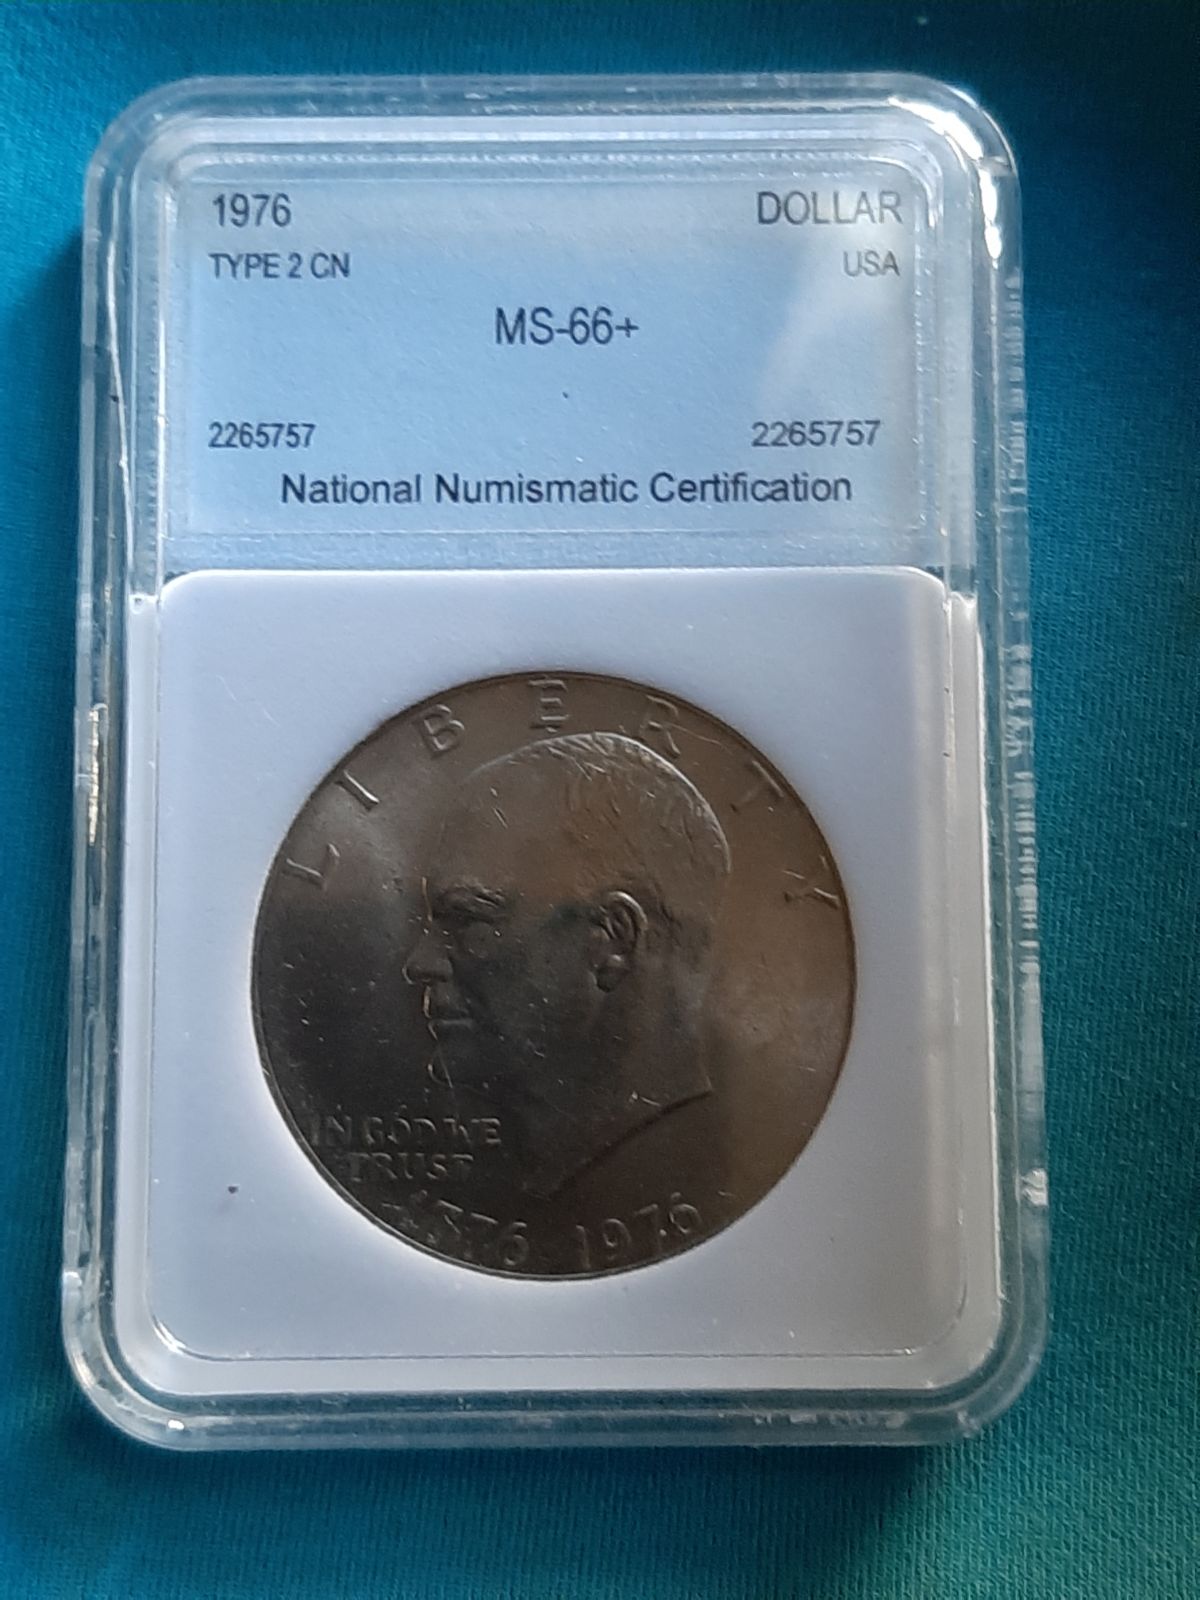 1976 DOLLAR
TYPE 2 CN USA
MS-66+
2265757 2265757
National Numismatic Certification
LIBERTY
IN GOD WE
TRUST
1776·1976